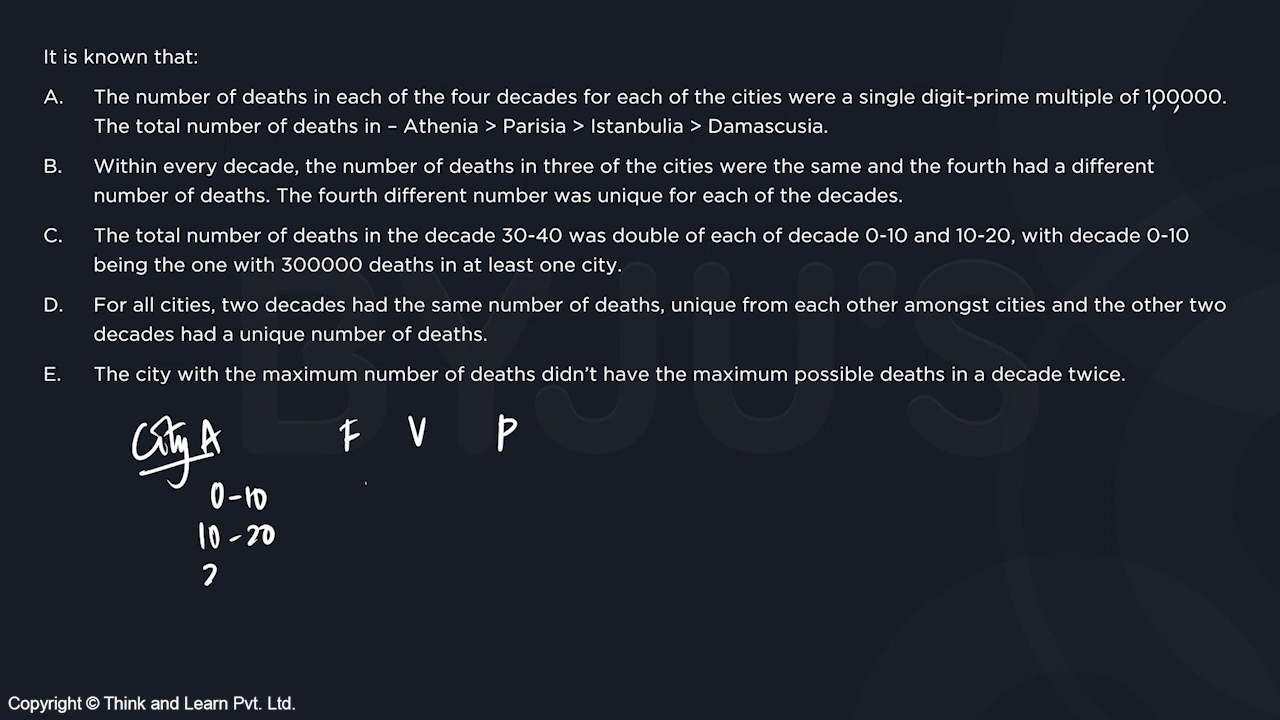 It is known that:
A. The number of deaths in each of the four decades for each of the cities were a single digit-prime multiple of 100000.
The total number of deaths in – Athenia > Parisia > Istanbulia > Damascusia.
B. Within every decade, the number of deaths in three of the cities were the same and the fourth had a different
number of deaths. The fourth different number was unique for each of the decades.
C. The total number of deaths in the decade 30-40 was double of each of decade 0-10 and 10-20, with decade 0-10
being the one with 300000 deaths in at least one city.
D. For all cities, two decades had the same number of deaths, unique from each other amongst cities and the other two
decades had a unique number of deaths.
E. The city with the maximum number of deaths didn't have the maximum possible deaths in a decade twice.
BYJU'S
City A F V P
0-10
10-20
2
Copyright © Think and Learn Pvt. Ltd.